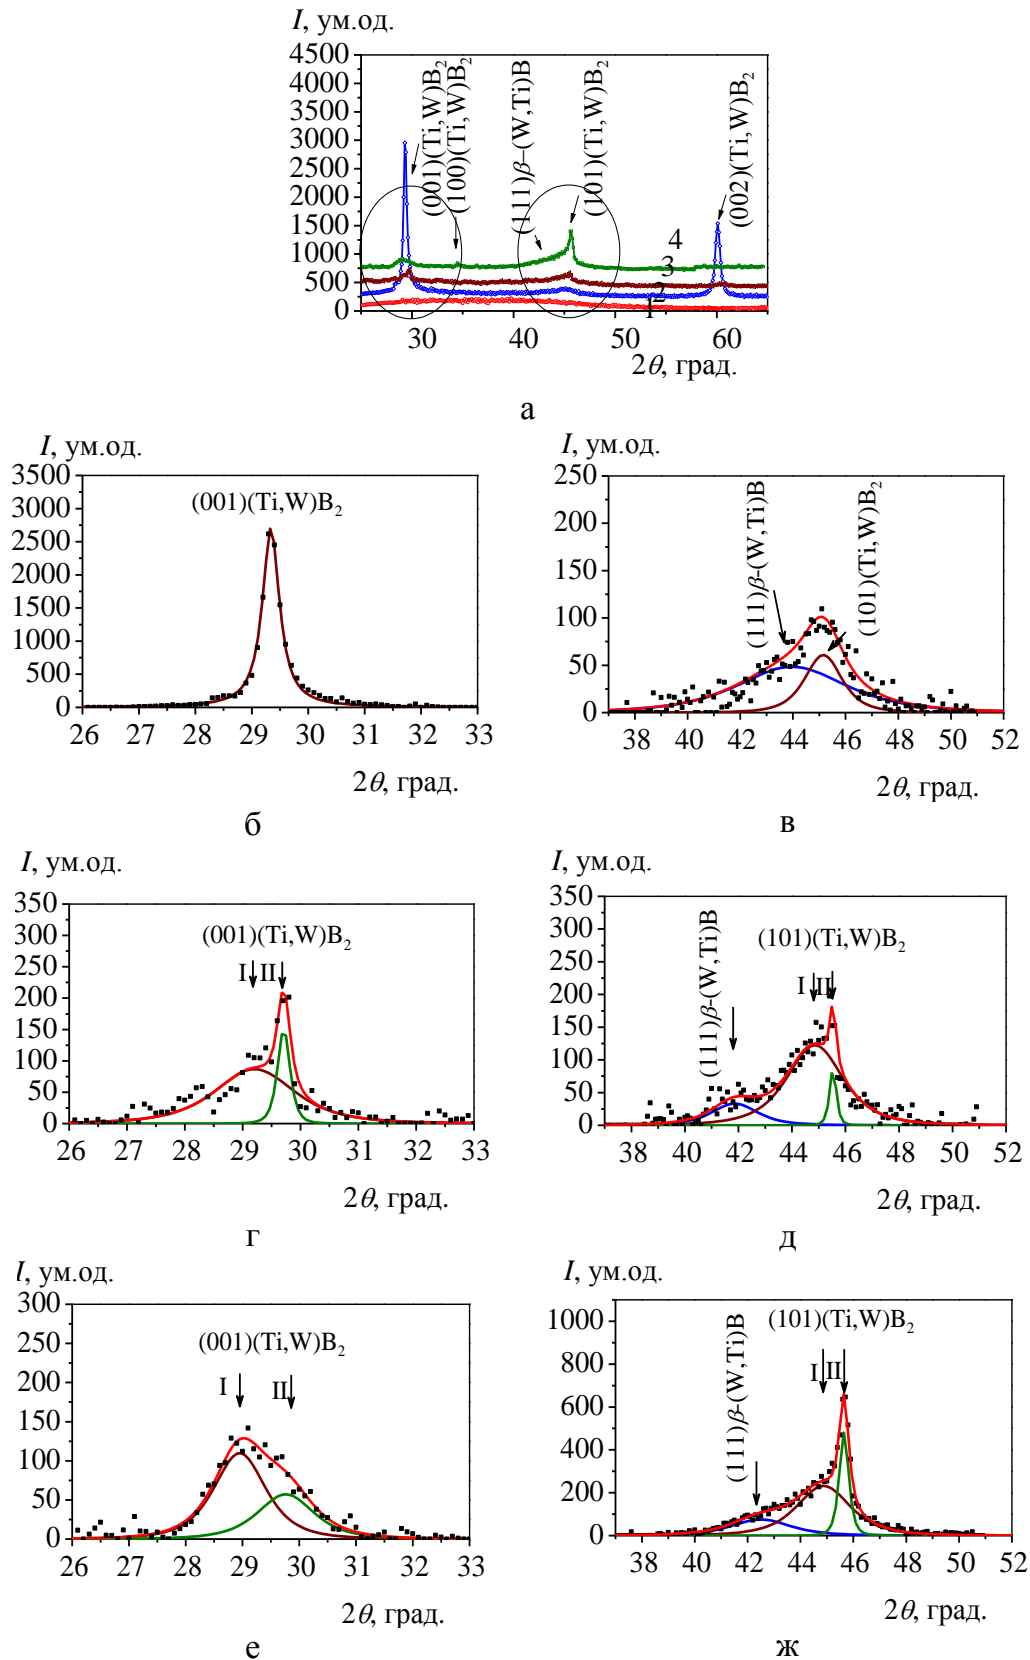 I, ум.од.
4500
4000
3500
3000
2500
2000
1500
1000
500
0
(001)(Ti,W)B₂
(100)(Ti,W)B₂
(111)β–(W,Ti)B
(101)(Ti,W)B₂
(002)(Ti,W)B₂
4
3
2
1
30 40 50 60
2θ, град.
а
I, ум.од.
3500
3000
2500
2000
1500
1000
500
0
(001)(Ti,W)B₂
26 27 28 29 30 31 32 33
2θ, град.
б
I, ум.од.
250
200
150
100
50
0
(111)β-(W,Ti)B
(101)(Ti,W)B₂
38 40 42 44 46 48 50 52
2θ, град.
в
I, ум.од.
350
300
250
200
150
100
50
0
(001)(Ti,W)B₂
I II
26 27 28 29 30 31 32 33
2θ, град.
г
I, ум.од.
350
300
250
200
150
100
50
0
(111)β-(W,Ti)B
(101)(Ti,W)B₂
I II
38 40 42 44 46 48 50 52
2θ, град.
д
I, ум.од.
300
250
200
150
100
50
0
(001)(Ti,W)B₂
I II
26 27 28 29 30 31 32 33
2θ, град.
е
I, ум.од.
1000
800
600
400
200
0
(111)β-(W,Ti)B
(101)(Ti,W)B₂
I II
38 40 42 44 46 48 50 52
2θ, град.
ж